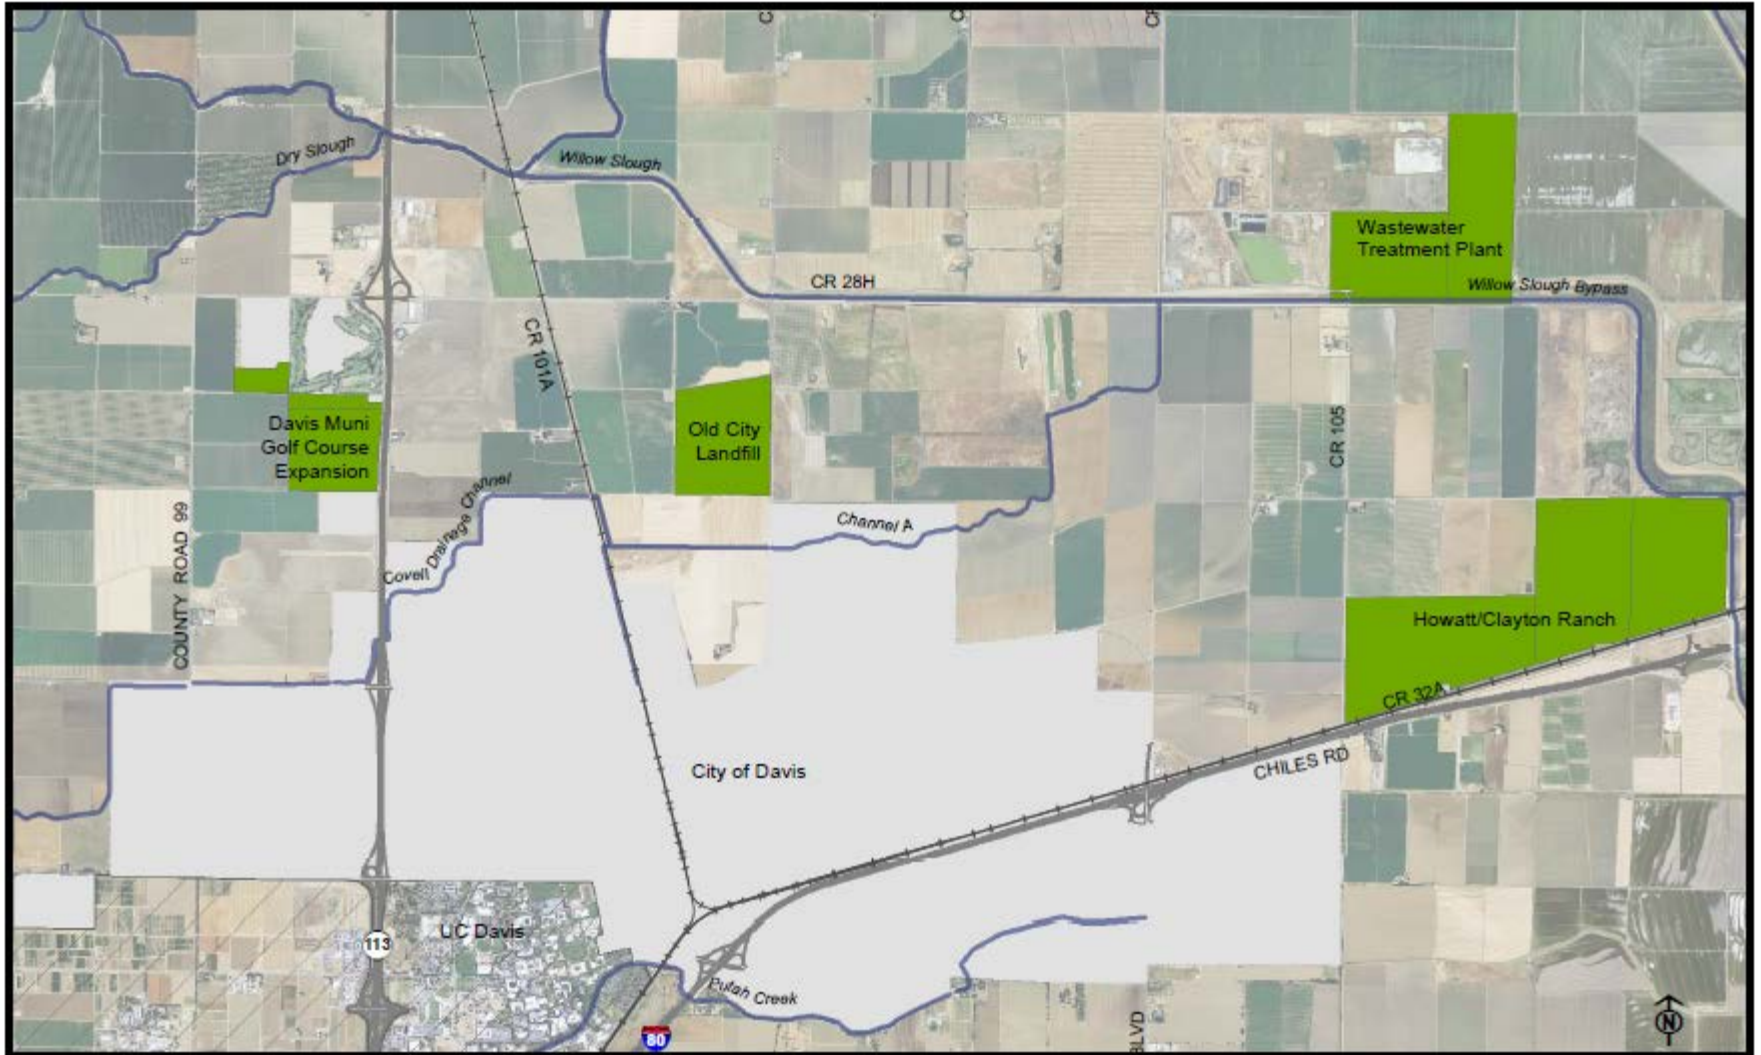 Dry Slough
Willow Slough
Wastewater
Treatment Plant
CR 28H
Willow Slough Bypass
CR 101A
Davis Muni
Golf Course
Expansion
Old City
Landfill
CR 105
COUNTY ROAD 99
Covell Drainage Channel
Channel A
Howatt/Clayton Ranch
CR 32A
City of Davis
CHILES RD
UC Davis
113
Putah Creek
80
BLVD
N